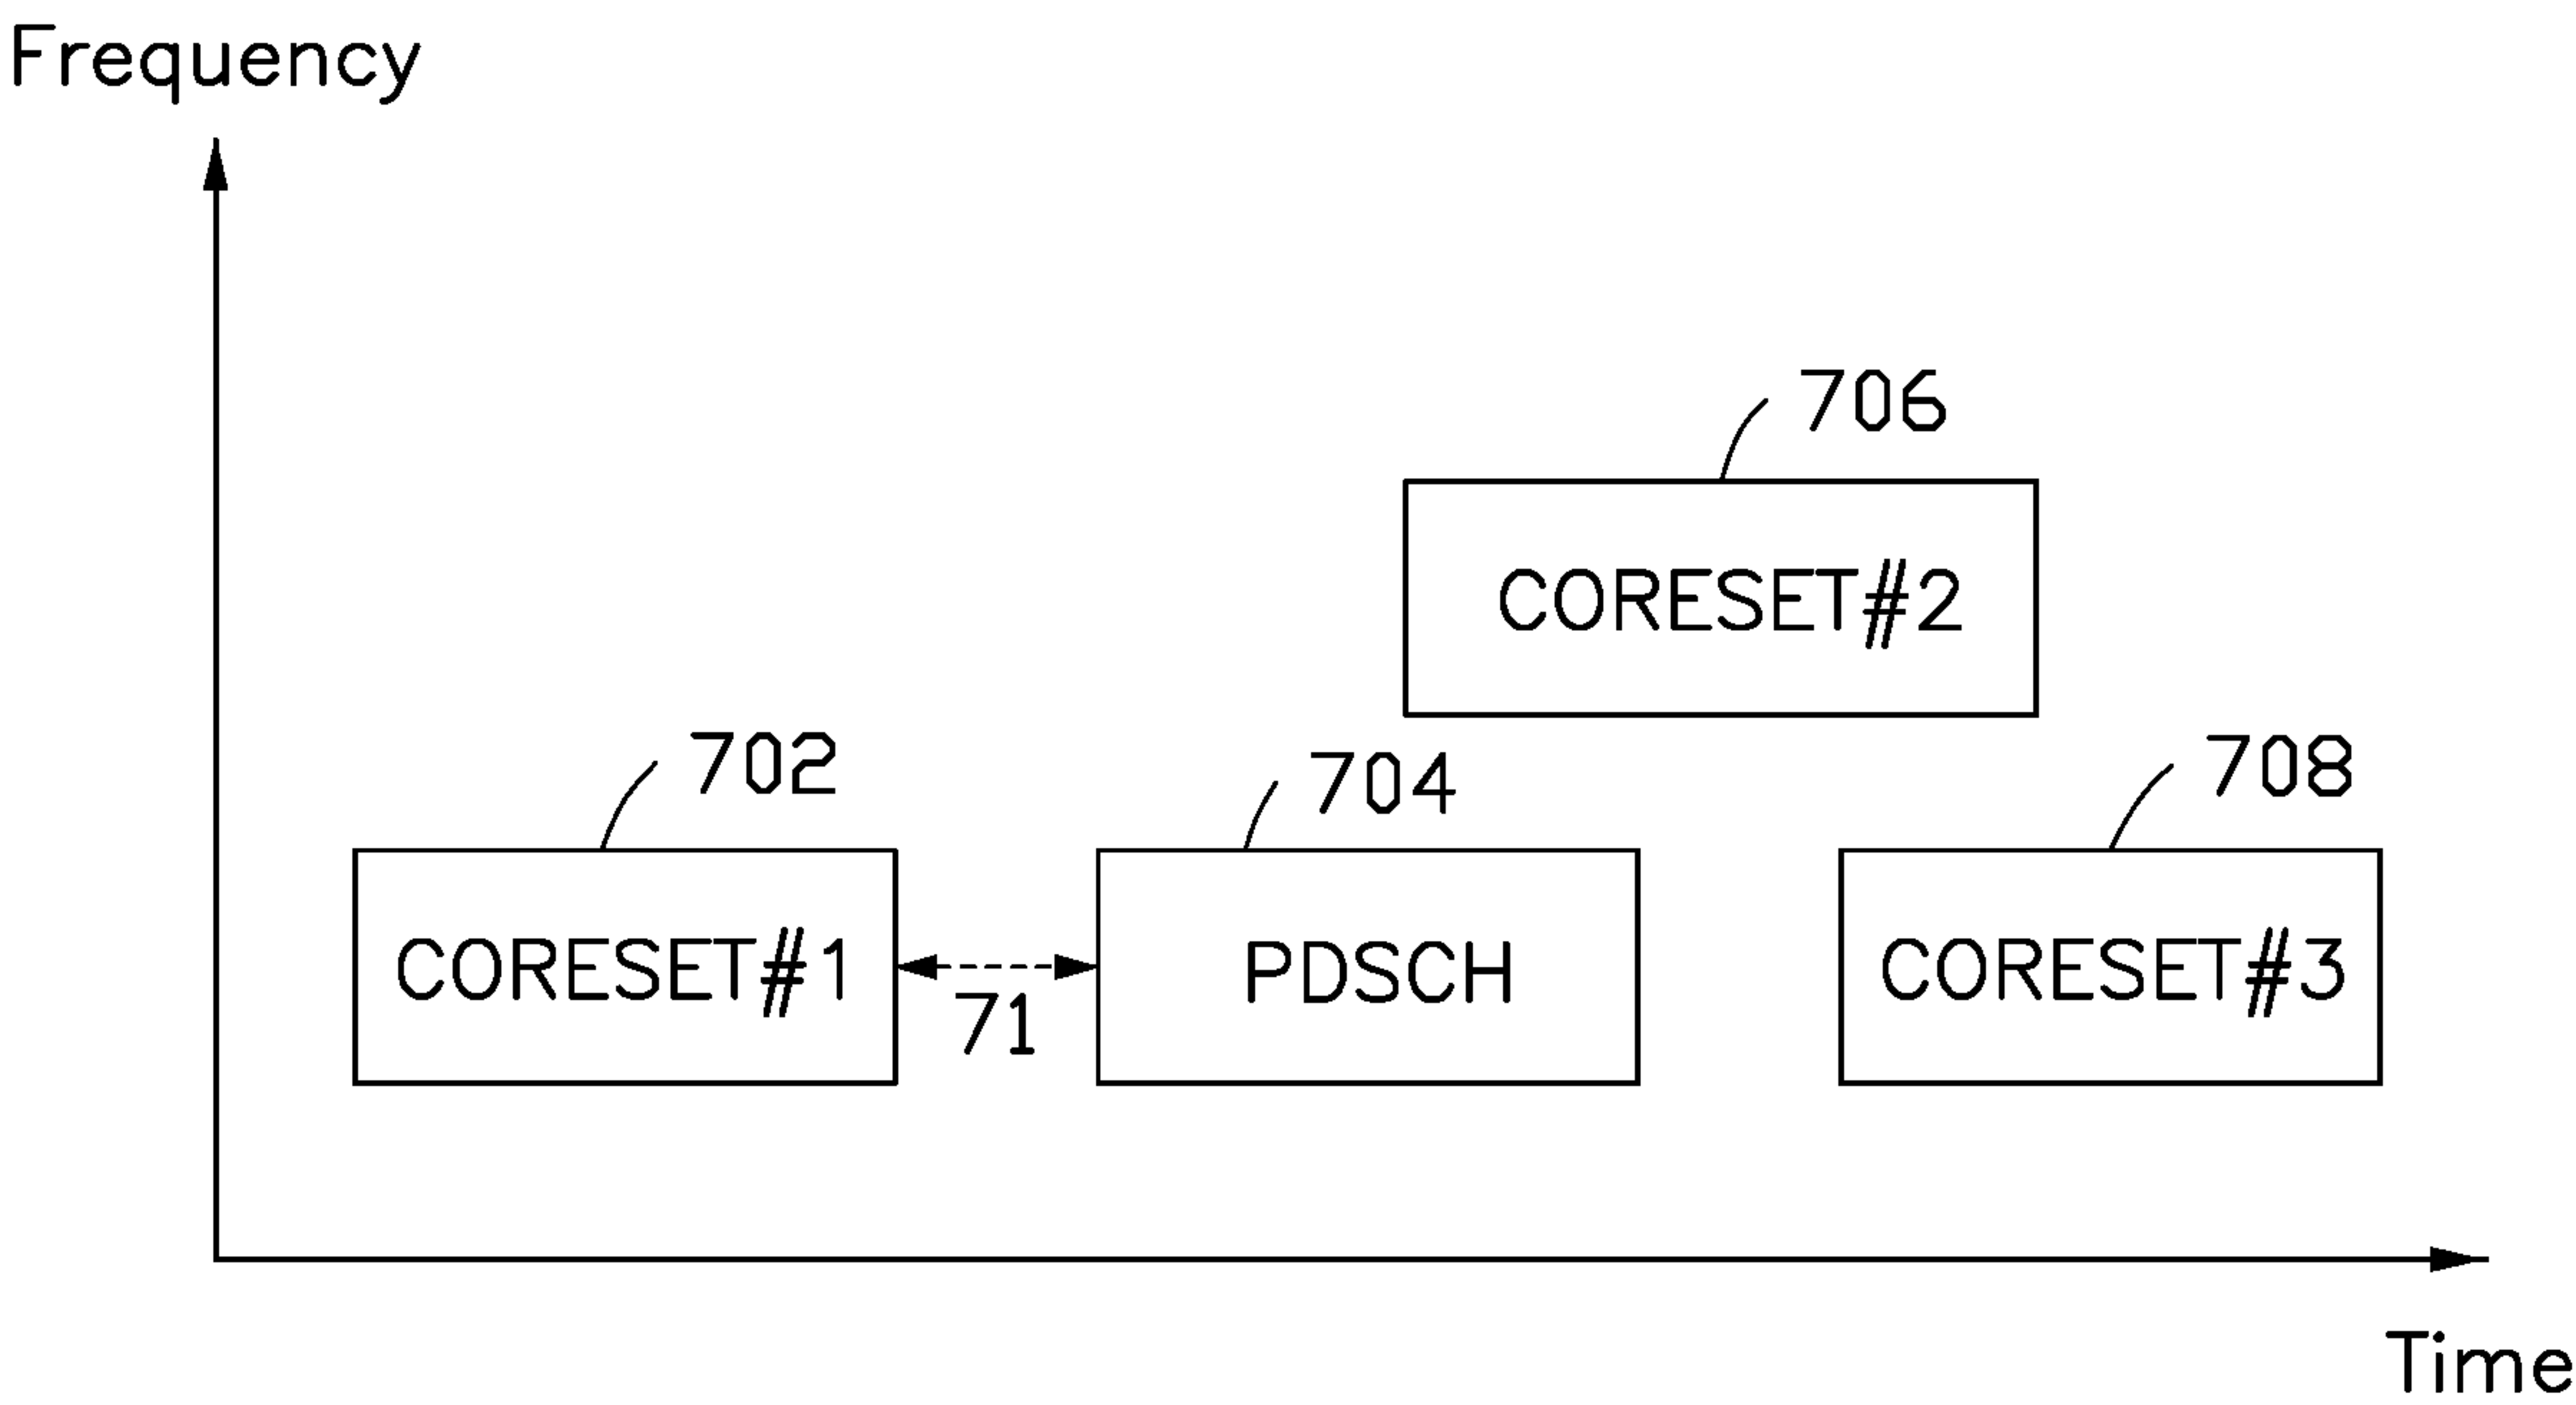 Frequency
706
CORESET#2
702
704
708
CORESET#1
71
PDSCH
CORESET#3
Time